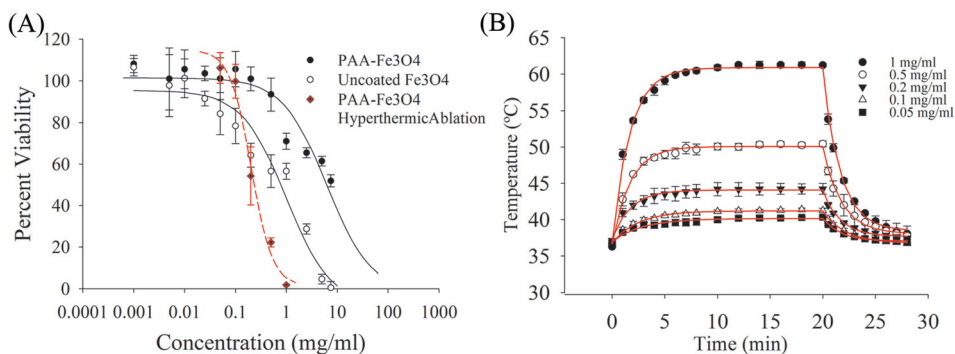 (A)
120
100
80
60
40
20
0
Percent Viability
0.0001 0.001 0.01 0.1 1 10 100 1000
Concentration (mg/ml)
PAA-Fe3O4
Uncoated Fe3O4
PAA-Fe3O4
HyperthermicAblation
(B)
65
60
55
50
45
40
35
30
Temperature (ºC)
0 5 10 15 20 25 30
Time (min)
1 mg/ml
0.5 mg/ml
0.2 mg/ml
0.1 mg/ml
0.05 mg/ml